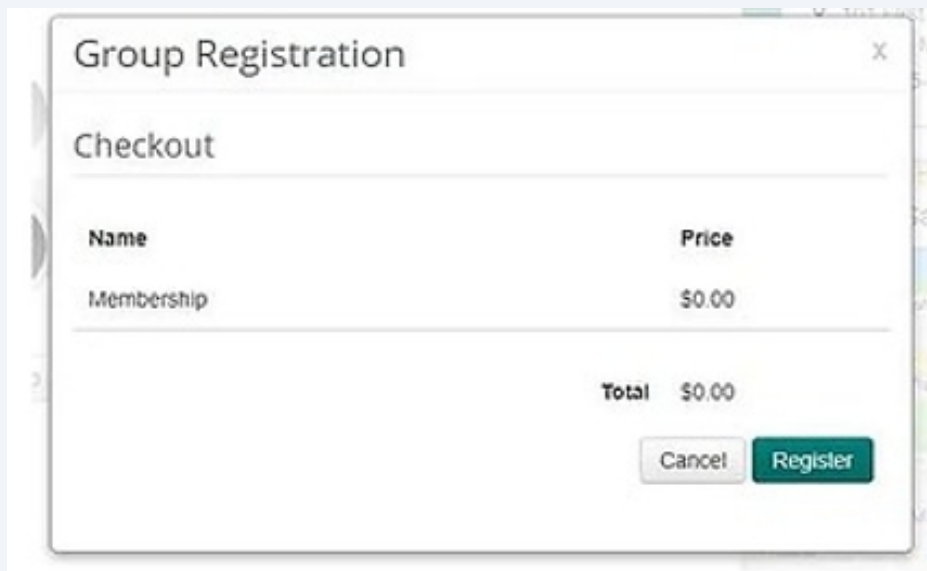 Group Registration x
Checkout
Name Price
Membership $0.00
Total $0.00
Cancel Register